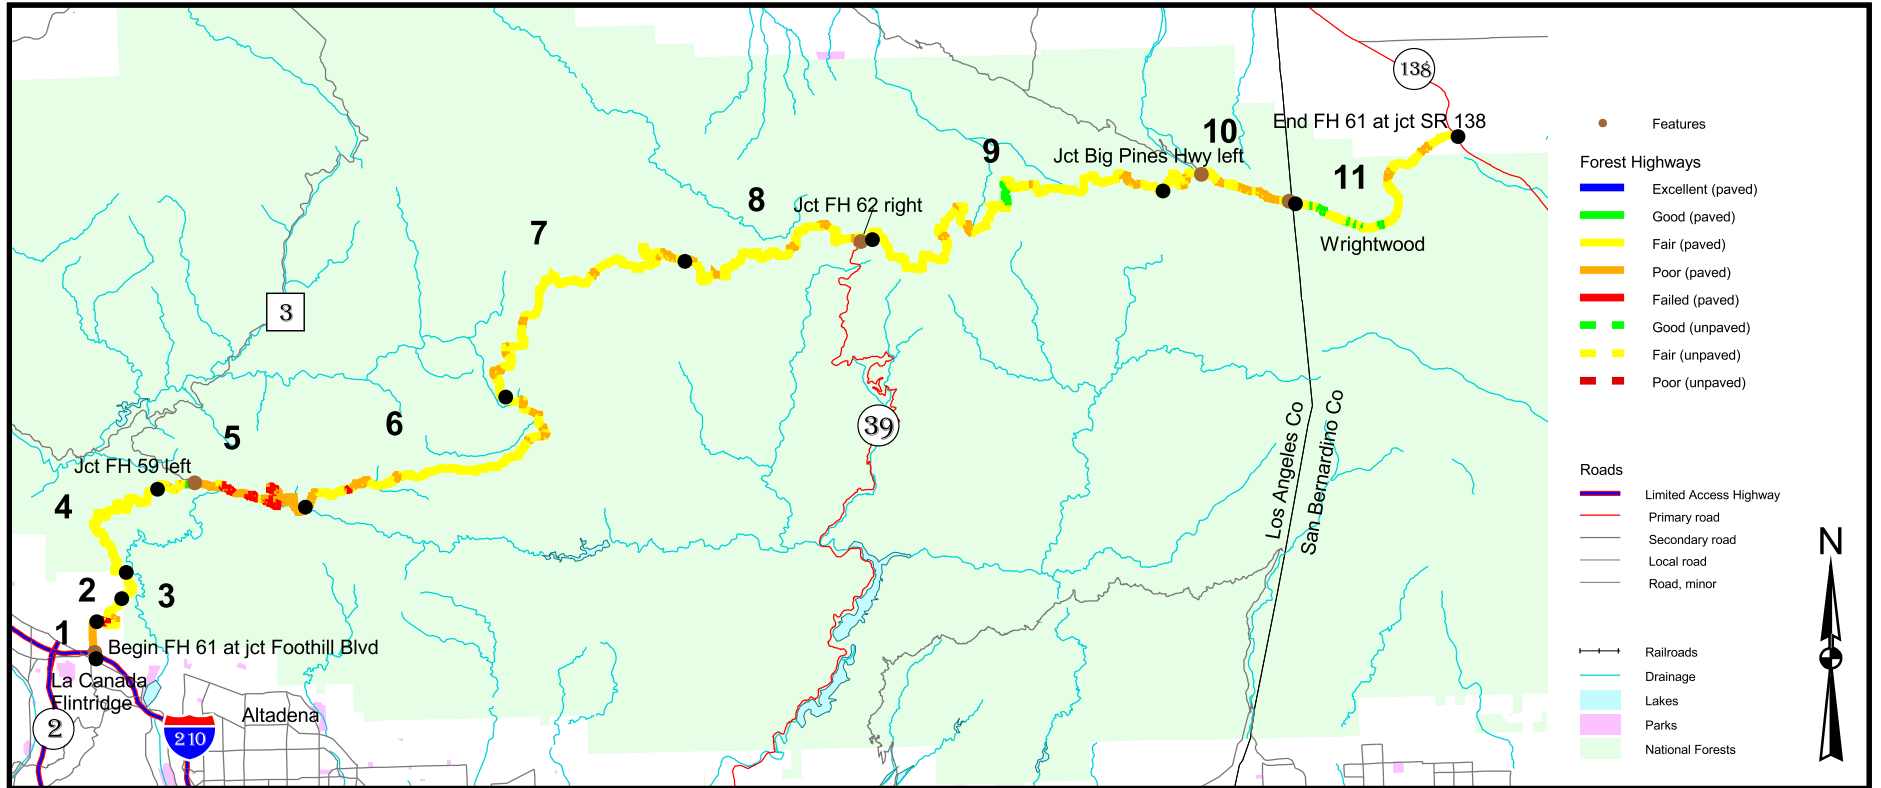 138
10
End FH 61 at jct SR 138
9
Jct Big Pines Hwy left
11
8
Jct FH 62 right
7
Wrightwood
3
39
6
5
Los Angeles Co
San Bernardino Co
Jct FH 59 left
4
2
3
1
Begin FH 61 at jct Foothill Blvd
La Canada
Flintridge
Altadena
2
210
Features
Forest Highways
Excellent (paved)
Good (paved)
Fair (paved)
Poor (paved)
Failed (paved)
Good (unpaved)
Fair (unpaved)
Poor (unpaved)
Roads
Limited Access Highway
Primary road
Secondary road
Local road
Road, minor
N
Railroads
Drainage
Lakes
Parks
National Forests